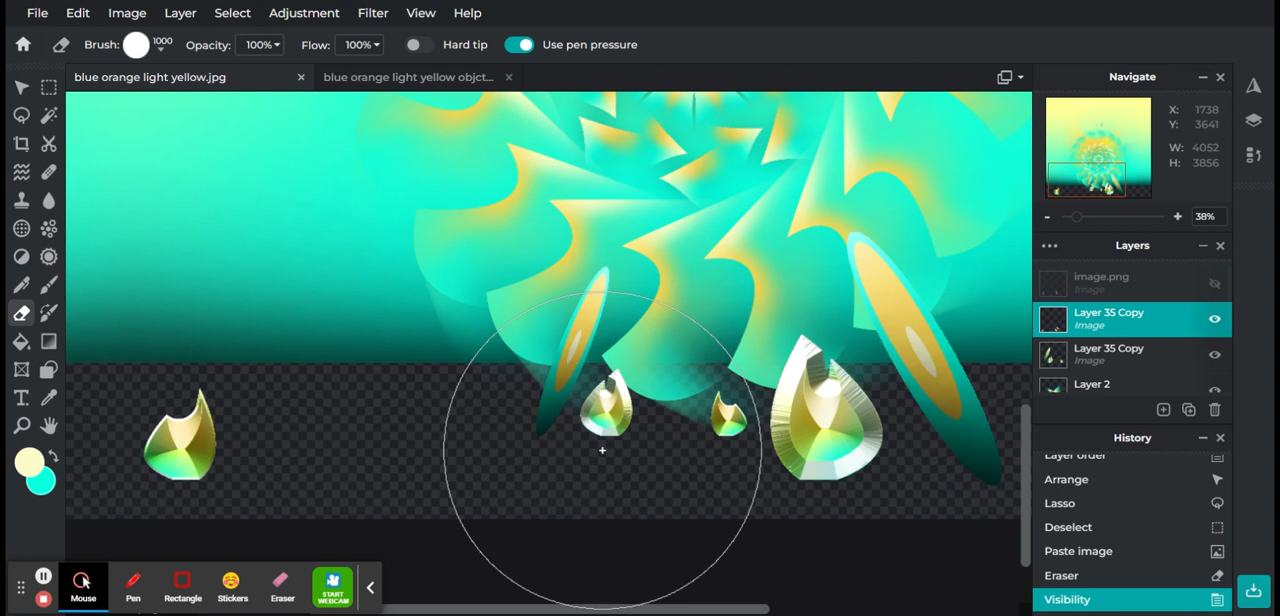 File Edit Image Layer Select Adjustment Filter View Help
Brush: 1000 Opacity: 100% Flow: 100% Hard tip Use pen pressure
blue orange light yellow.jpg blue orange light yellow objct...
Navigate
X: 1738
Y: 3641
W: 4052
H: 3856
38%
Layers
image.png
Image
Layer 35 Copy
Image
Layer 35 Copy
Image
Layer 2
History
Layer order
Arrange
Lasso
Deselect
Paste image
Eraser
Visibility
Mouse Pen Rectangle Stickers Eraser START
WEBCAM